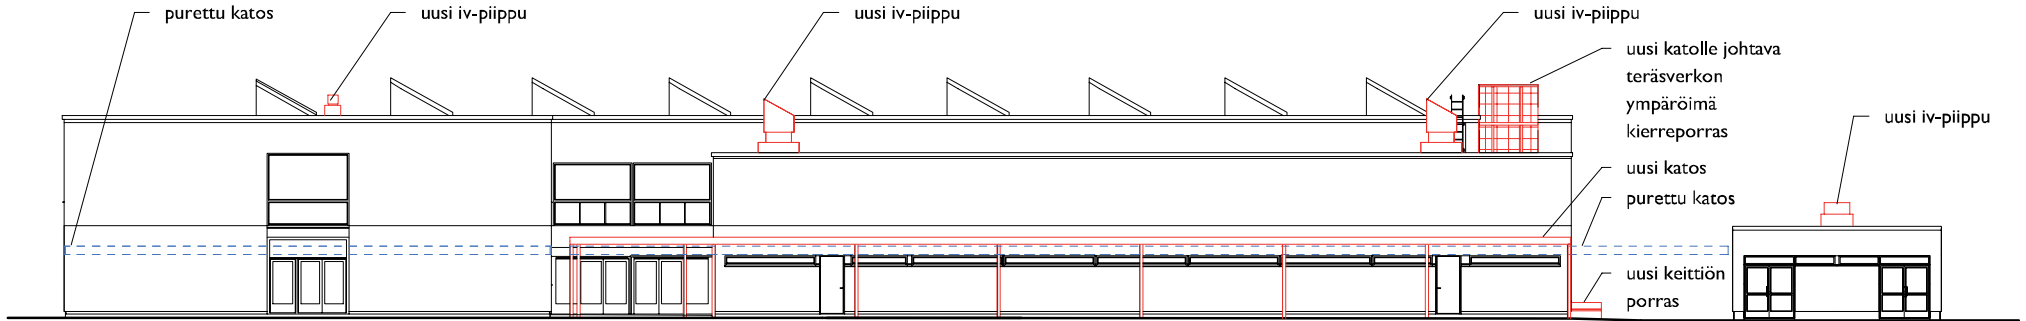 purettu katos
uusi iv-piippu
uusi iv-piippu
uusi iv-piippu
uusi katolle johtava
teräsverkon
ympäröimä
kierreporras
uusi iv-piippu
uusi katos
purettu katos
uusi keittiön
porras